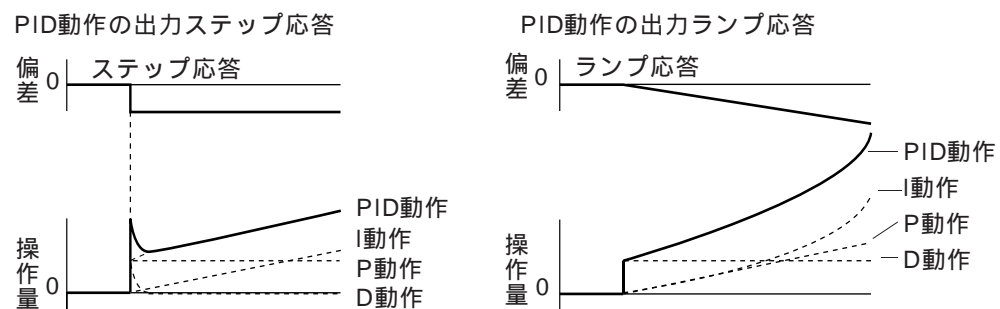 PID動作の出力ステップ応答
偏差
0
ステップ応答
操作量
0
PID動作
I動作
P動作
D動作
PID動作の出力ランプ応答
偏差
0
ランプ応答
操作量
0
PID動作
I動作
P動作
D動作